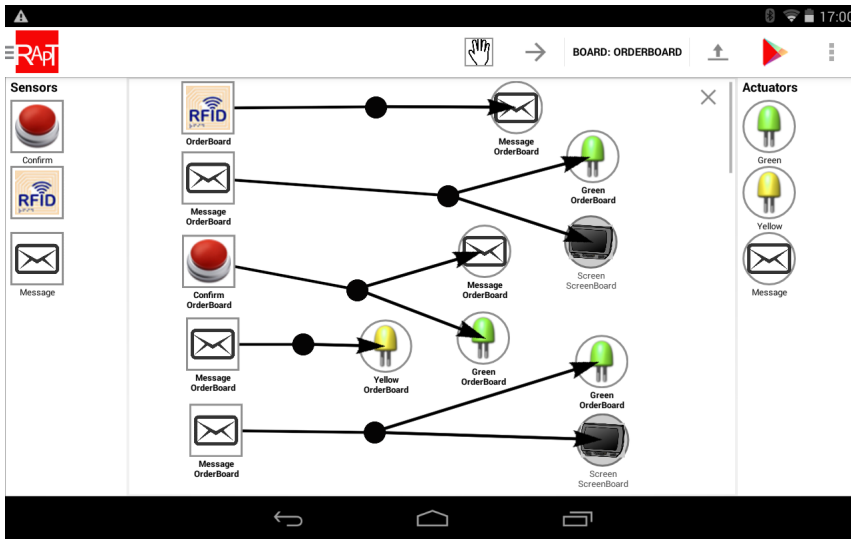 17:00
RAPT
BOARD: ORDERBOARD
Sensors
Confirm
RFID
Message
RFID
OrderBoard
Message
OrderBoard
Message
OrderBoard
Green
OrderBoard
Screen
ScreenBoard
Confirm
OrderBoard
Message
OrderBoard
Message
OrderBoard
Yellow
OrderBoard
Green
OrderBoard
Message
OrderBoard
Green
OrderBoard
Screen
ScreenBoard
Actuators
Green
Yellow
Message